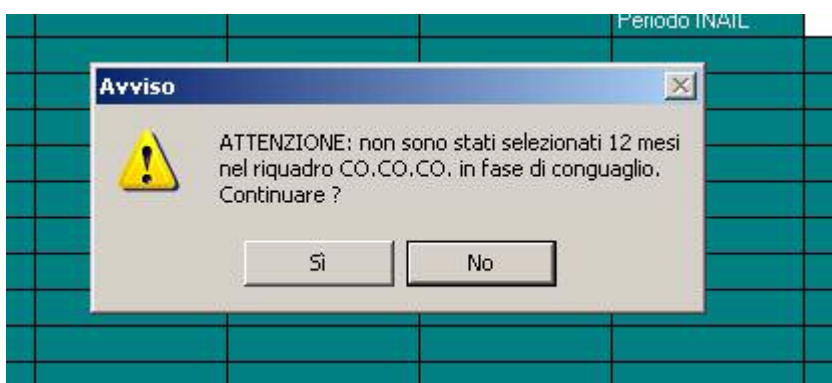 Periodo INAIL
Avviso
ATTENZIONE: non sono stati selezionati 12 mesi
nel riquadro CO.CO.CO. in fase di conguaglio.
Continuare ?
Sì
No